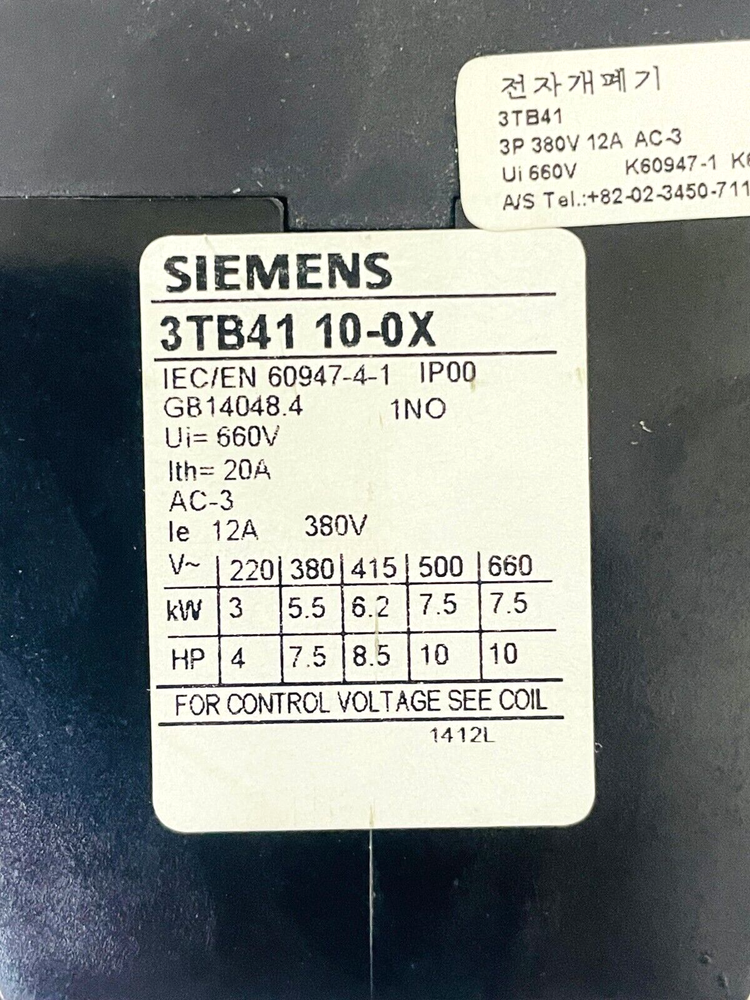 전자개폐기
3TB41
3P 380V 12A AC-3
Ui 660V K60947-1
A/S Tel.:+82-02-3450-711
SIEMENS
3TB41 10-0X
IEC/EN 60947-4-1 IP00
GB14048.4 1NO
Ui= 660V
Ith= 20A
AC-3
Ie 12A 380V
V~ 220 380 415 500 660
kW 3 5.5 6.2 7.5 7.5
HP 4 7.5 8.5 10 10
FOR CONTROL VOLTAGE SEE COIL
1412L